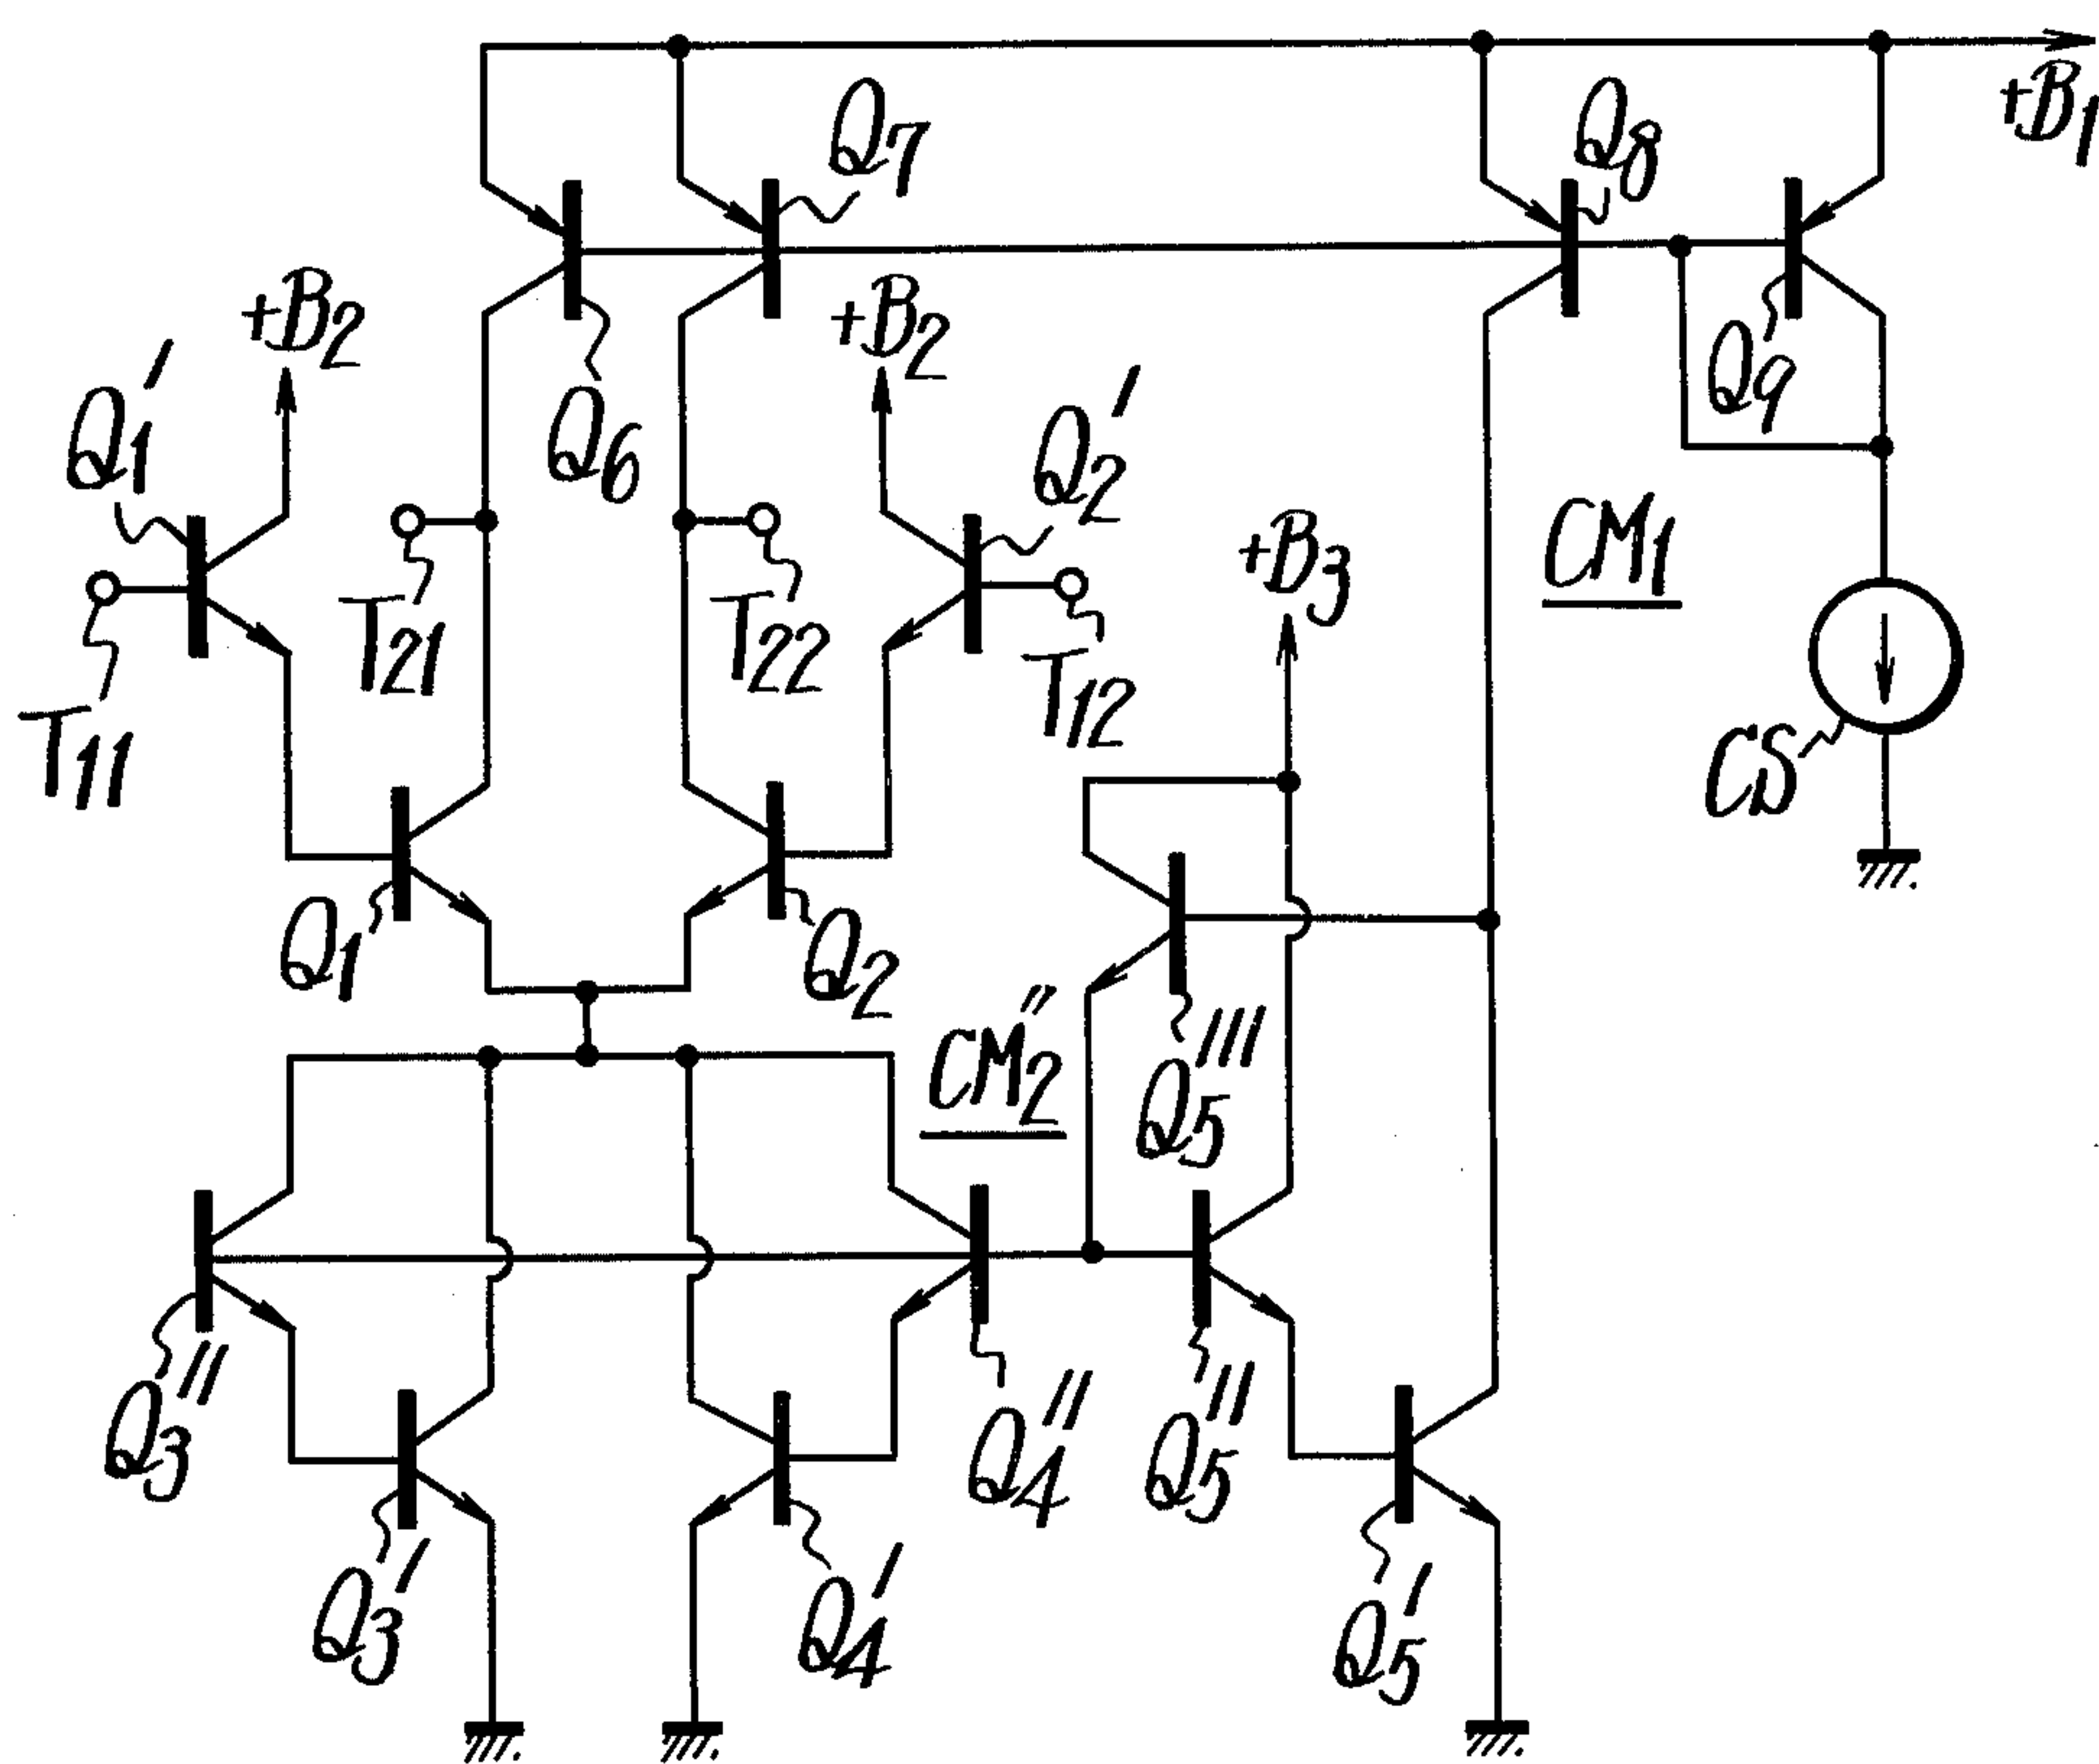 +B1
Q7
Q8
+B2
+B2
Q1'
Q6
Q2'
Q9
CM1
+B3
T21
T22
T12
T11
CS
Q1
Q2
CM2"
Q5'''
Q3"
Q4"
Q5"
Q3'
Q4'
Q5'